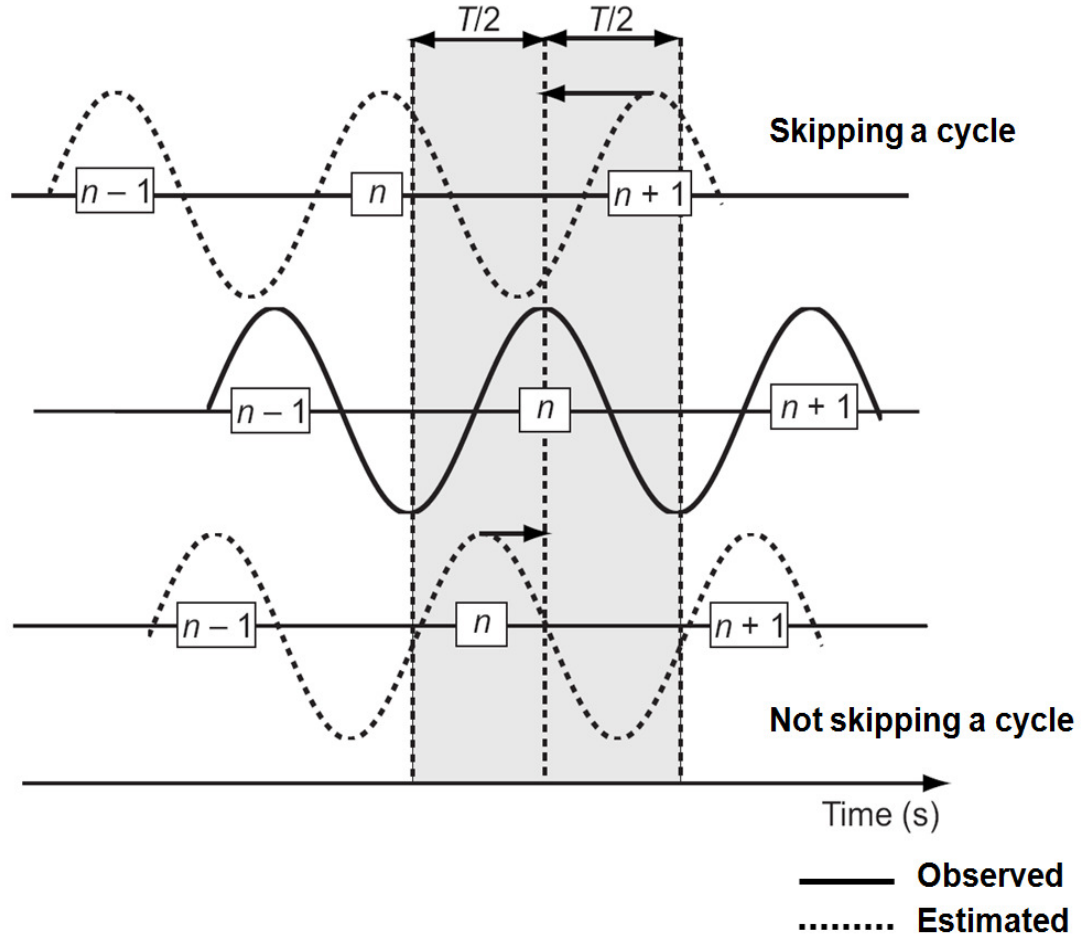 T/2 T/2
Skipping a cycle
n – 1 n n + 1
n – 1 n n + 1
n – 1 n n + 1
Not skipping a cycle
Time (s)
Observed
Estimated